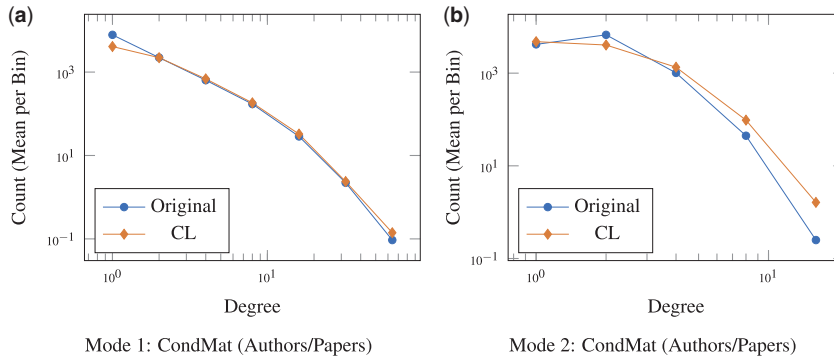 (a)
Count (Mean per Bin)
10^3
10^1
10^−1
Original
CL
10^0
10^1
Degree
Mode 1: CondMat (Authors/Papers)
(b)
Count (Mean per Bin)
10^3
10^1
10^−1
Original
CL
10^0
10^1
Degree
Mode 2: CondMat (Authors/Papers)